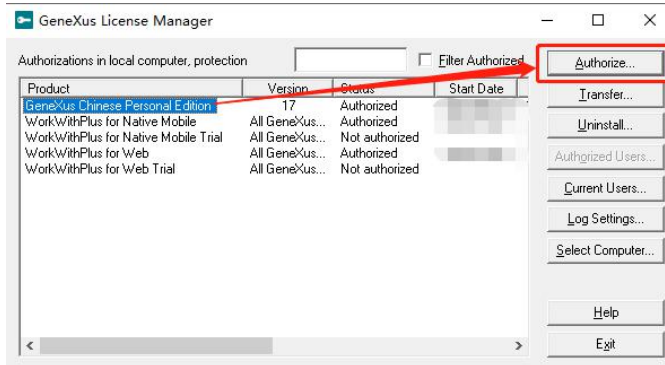 GeneXus License Manager
Authorizations in local computer, protection
Filter Authorized
Authorize...
Product Version Status Start Date
Transfer...
GeneXus Chinese Personal Edition 17 Authorized
WorkWithPlus for Native Mobile All GeneXus... Authorized
Uninstall...
WorkWithPlus for Native Mobile Trial All GeneXus... Not authorized
WorkWithPlus for Web All GeneXus... Authorized
Authorized Users...
WorkWithPlus for Web Trial All GeneXus... Not authorized
Current Users...
Log Settings...
Select Computer...
Help
Exit